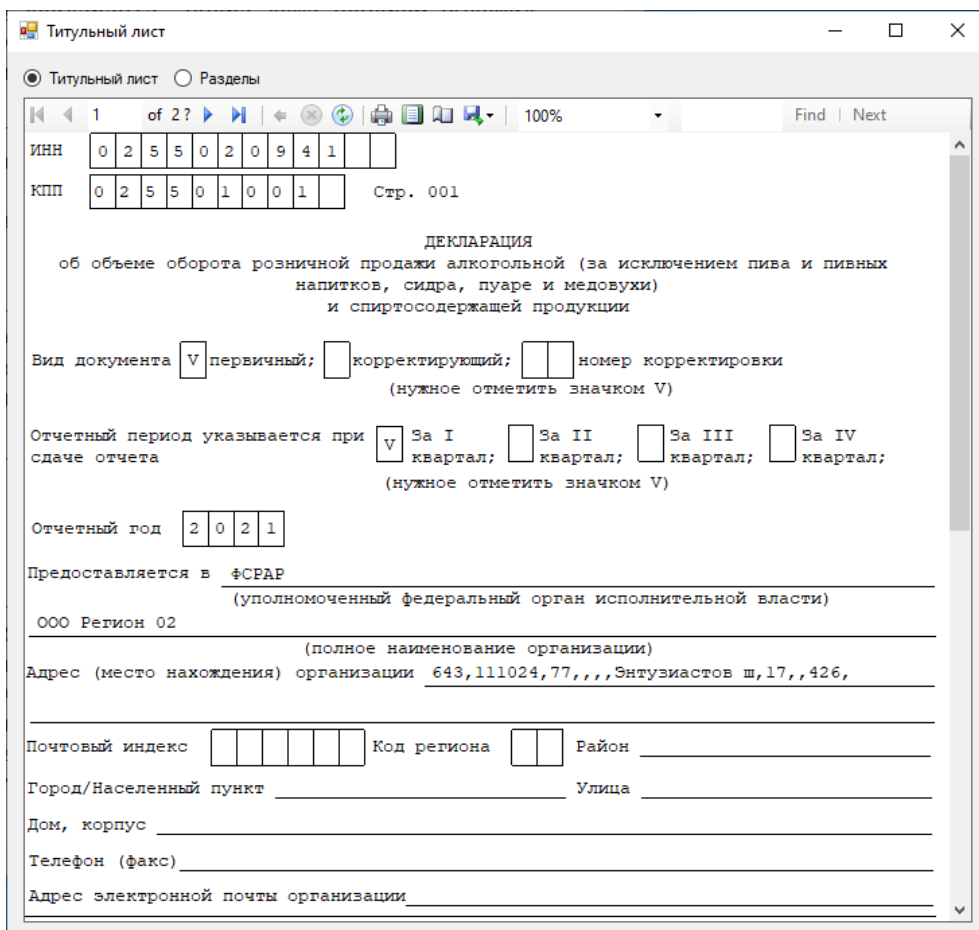 Титульный лист
Титульный лист Разделы
1 of 2? 100% Find | Next
ИНН 0 2 5 5 0 2 0 9 4 1
КПП 0 2 5 5 0 1 0 0 1 Стр. 001
ДЕКЛАРАЦИЯ
об объеме оборота розничной продажи алкогольной (за исключением пива и пивных
напитков, сидра, пуаре и медовухи)
и спиртосодержащей продукции
Вид документа V первичный; корректирующий; номер корректировки
(нужное отметить значком V)
Отчетный период указывается при V За I За II За III За IV
сдаче отчета квартал; квартал; квартал; квартал;
(нужное отметить значком V)
Отчетный год 2 0 2 1
Предоставляется в ФСРАР
(уполномоченный федеральный орган исполнительной власти)
ООО Регион 02
(полное наименование организации)
Адрес (место нахождения) организации 643,111024,77,,,,Энтузиастов ш,17,,426,
Почтовый индекс Код региона Район
Город/Населенный пункт Улица
Дом, корпус
Телефон (факс)
Адрес электронной почты организации